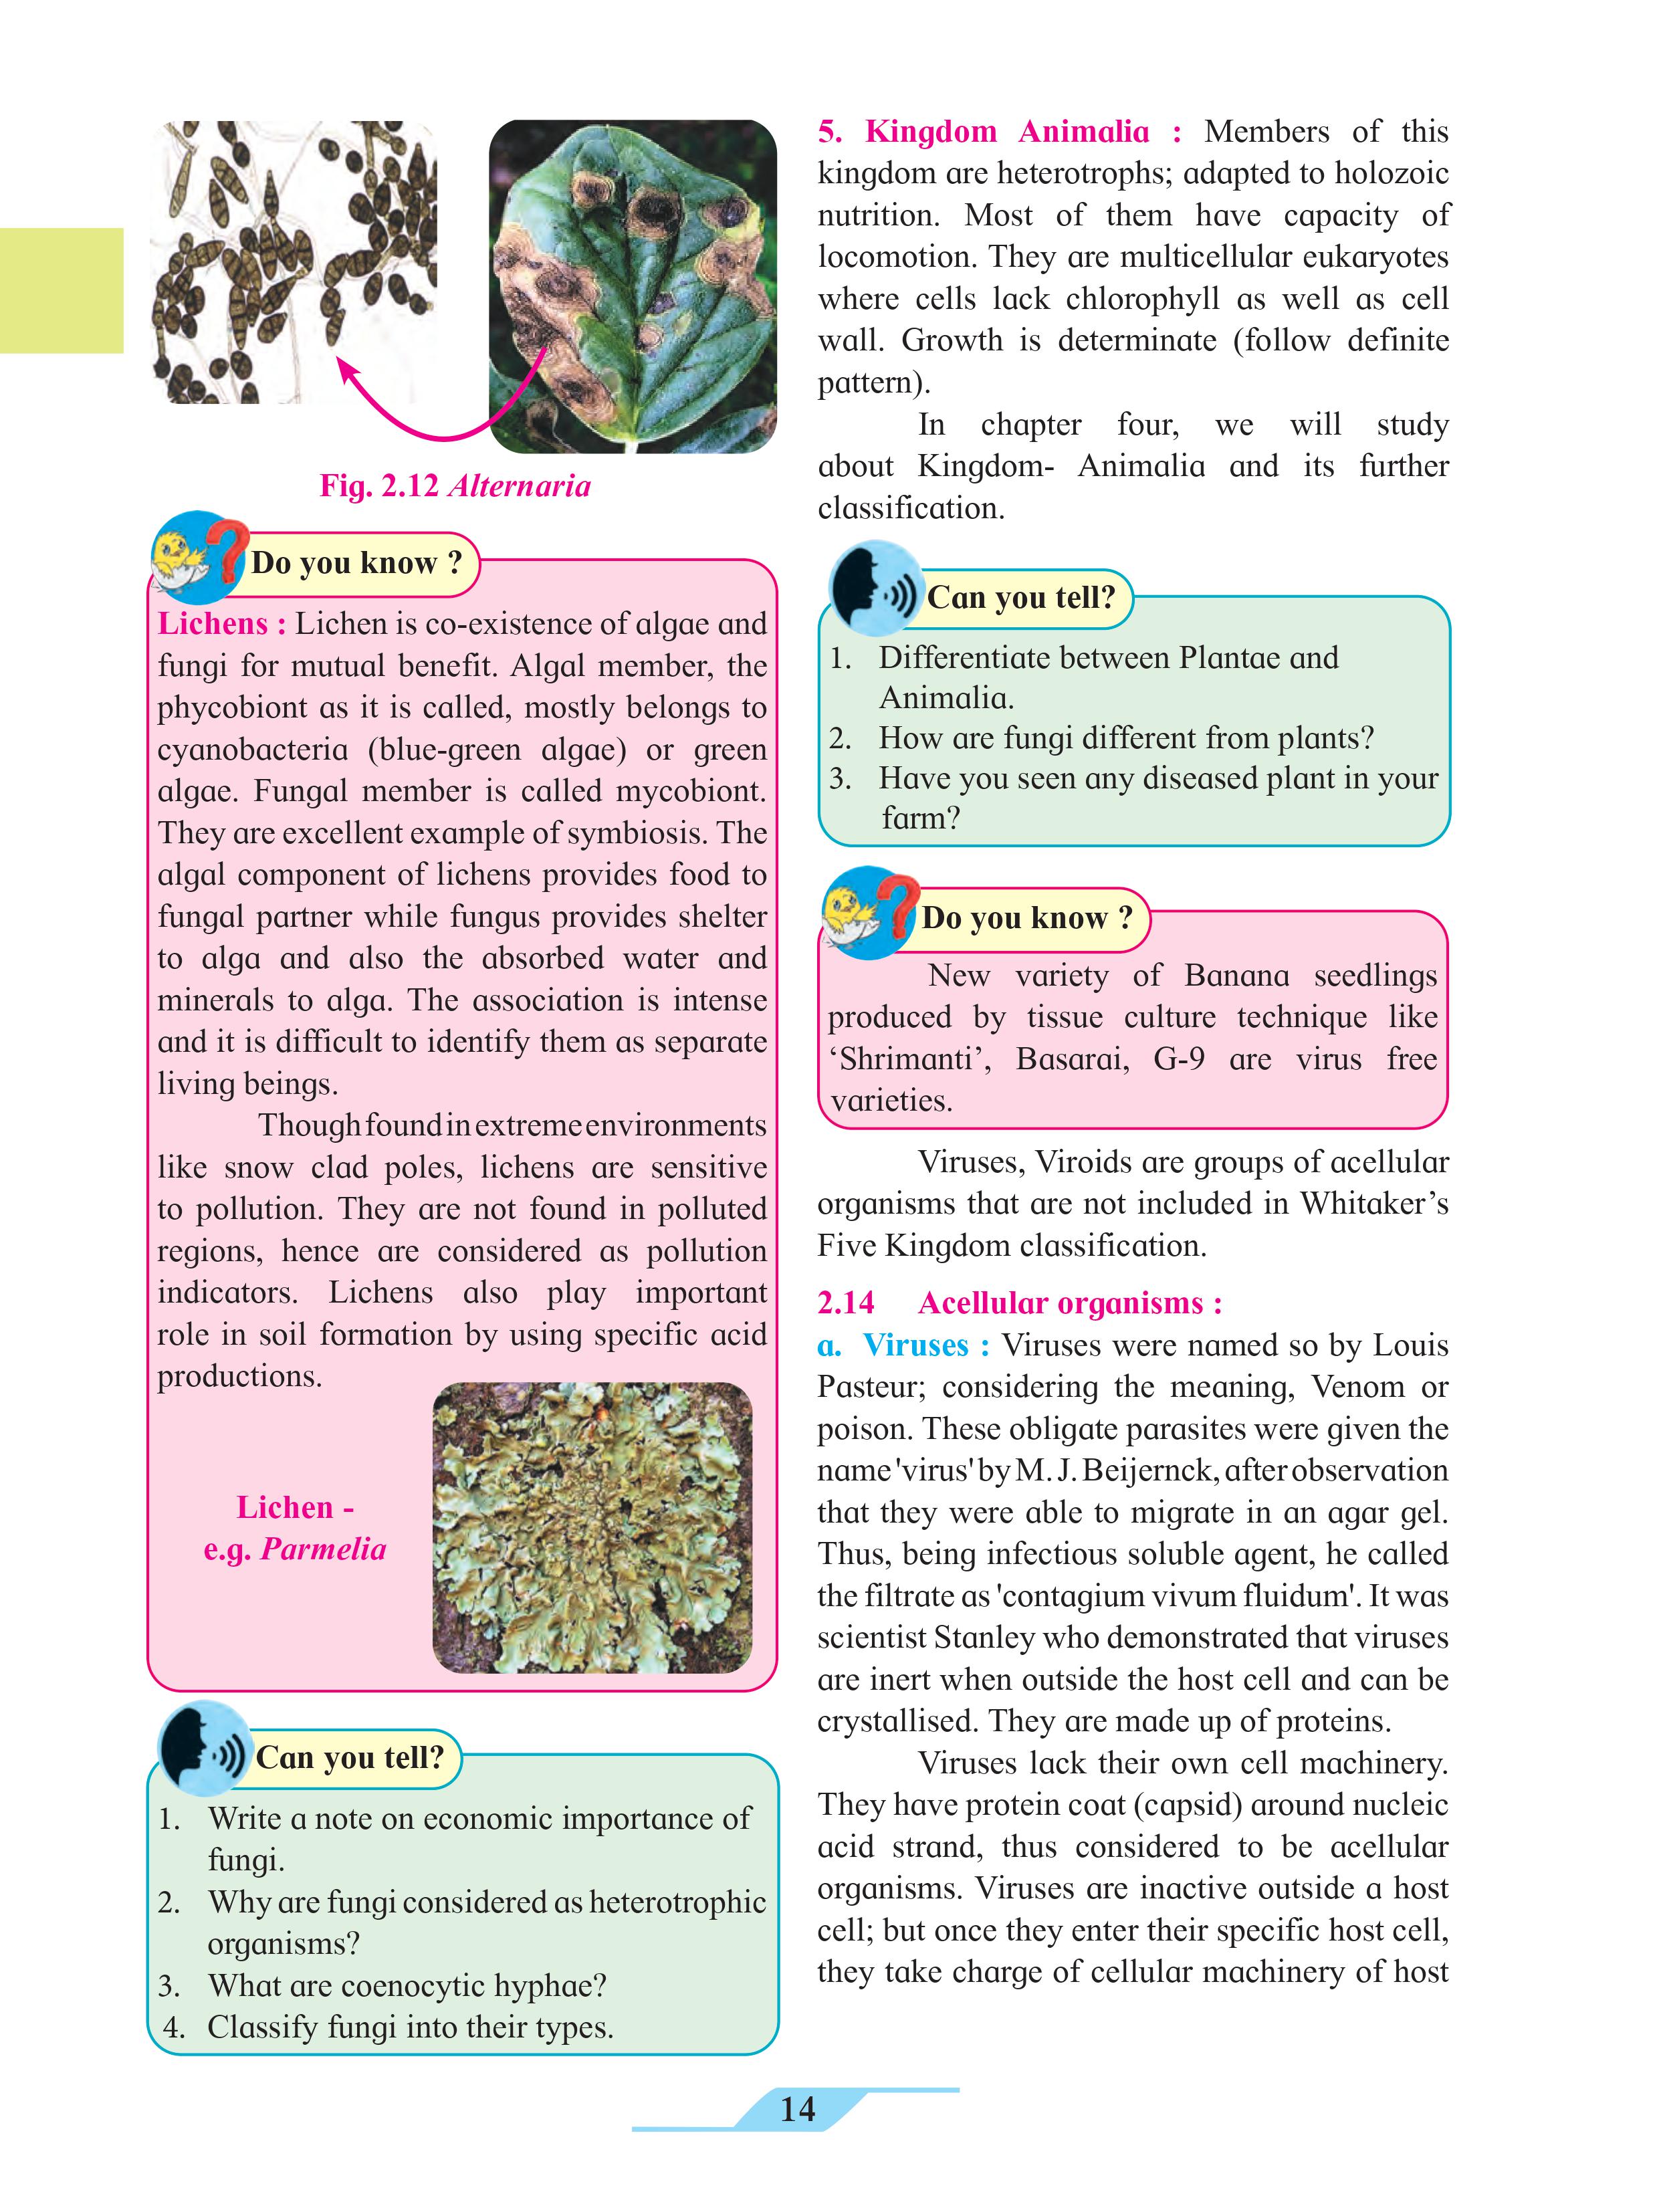 Fig. 2.12 Alternaria
Do you know ?
Lichens : Lichen is co-existence of algae and
fungi for mutual benefit. Algal member, the
phycobiont as it is called, mostly belongs to
cyanobacteria (blue-green algae) or green
algae. Fungal member is called mycobiont.
They are excellent example of symbiosis. The
algal component of lichens provides food to
fungal partner while fungus provides shelter
to alga and also the absorbed water and
minerals to alga. The association is intense
and it is difficult to identify them as separate
living beings.
Though found in extreme environments
like snow clad poles, lichens are sensitive
to pollution. They are not found in polluted
regions, hence are considered as pollution
indicators. Lichens also play important
role in soil formation by using specific acid
productions.
Lichen -
e.g. Parmelia
Can you tell?
1. Write a note on economic importance of
fungi.
2. Why are fungi considered as heterotrophic
organisms?
3. What are coenocytic hyphae?
4. Classify fungi into their types.
5. Kingdom Animalia : Members of this
kingdom are heterotrophs; adapted to holozoic
nutrition. Most of them have capacity of
locomotion. They are multicellular eukaryotes
where cells lack chlorophyll as well as cell
wall. Growth is determinate (follow definite
pattern).
In chapter four, we will study
about Kingdom- Animalia and its further
classification.
Can you tell?
1. Differentiate between Plantae and
Animalia.
2. How are fungi different from plants?
3. Have you seen any diseased plant in your
farm?
Do you know ?
New variety of Banana seedlings
produced by tissue culture technique like
‘Shrimanti’, Basarai, G-9 are virus free
varieties.
Viruses, Viroids are groups of acellular
organisms that are not included in Whitaker’s
Five Kingdom classification.
2.14 Acellular organisms :
a. Viruses : Viruses were named so by Louis
Pasteur; considering the meaning, Venom or
poison. These obligate parasites were given the
name 'virus' by M. J. Beijernck, after observation
that they were able to migrate in an agar gel.
Thus, being infectious soluble agent, he called
the filtrate as 'contagium vivum fluidum'. It was
scientist Stanley who demonstrated that viruses
are inert when outside the host cell and can be
crystallised. They are made up of proteins.
Viruses lack their own cell machinery.
They have protein coat (capsid) around nucleic
acid strand, thus considered to be acellular
organisms. Viruses are inactive outside a host
cell; but once they enter their specific host cell,
they take charge of cellular machinery of host
14